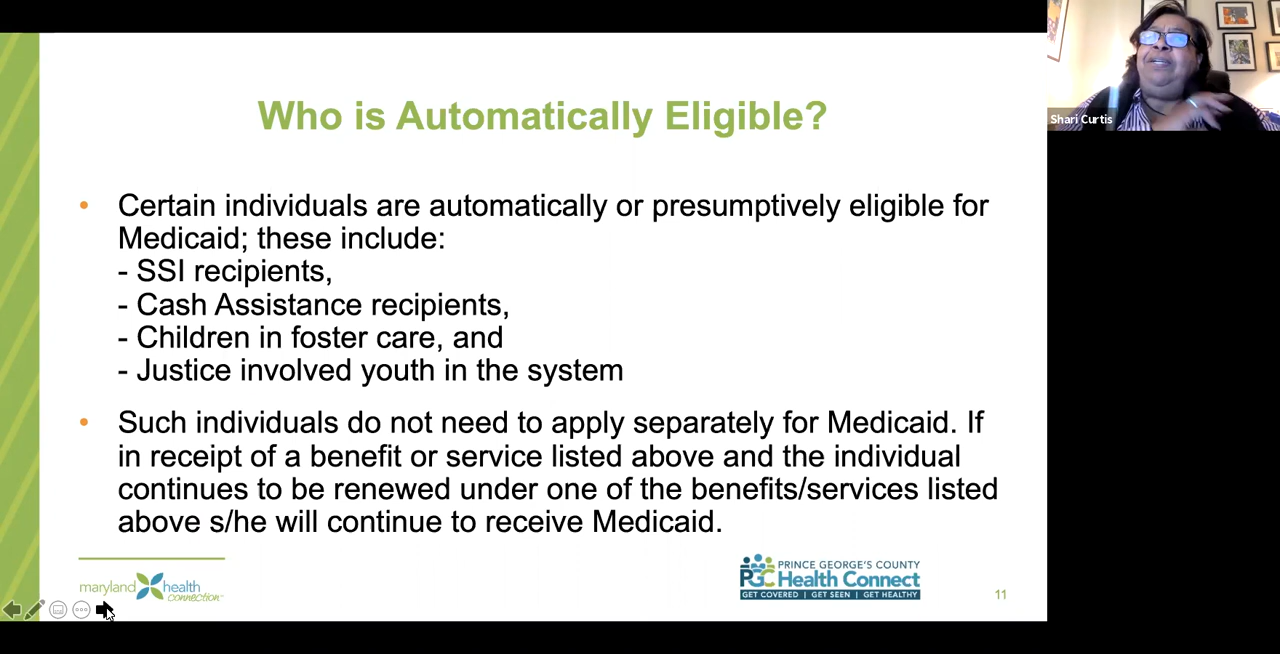 Who is Automatically Eligible?
• Certain individuals are automatically or presumptively eligible for
Medicaid; these include:
- SSI recipients,
- Cash Assistance recipients,
- Children in foster care, and
- Justice involved youth in the system
• Such individuals do not need to apply separately for Medicaid. If
in receipt of a benefit or service listed above and the individual
continues to be renewed under one of the benefits/services listed
above s/he will continue to receive Medicaid.
maryland health
connection
PRINCE GEORGE'S COUNTY
PGC Health Connect
GET COVERED | GET SEEN | GET HEALTHY
11
Shari Curtis